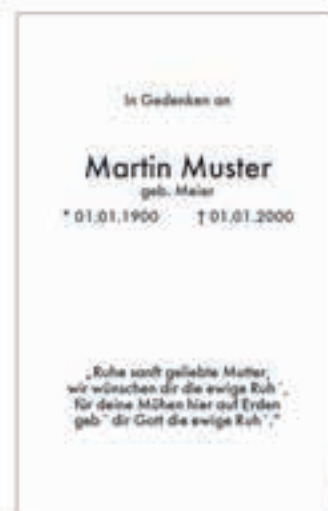 In Gedenken an
Martin Muster
geb. Meier
* 01.01.1900 † 01.01.2000
„Ruhe sanft geliebte Mutter,
wir wünschen dir die ewige Ruh´,
für deine Mühen hier auf Erden
geb´ dir Gott die ewige Ruh´.“